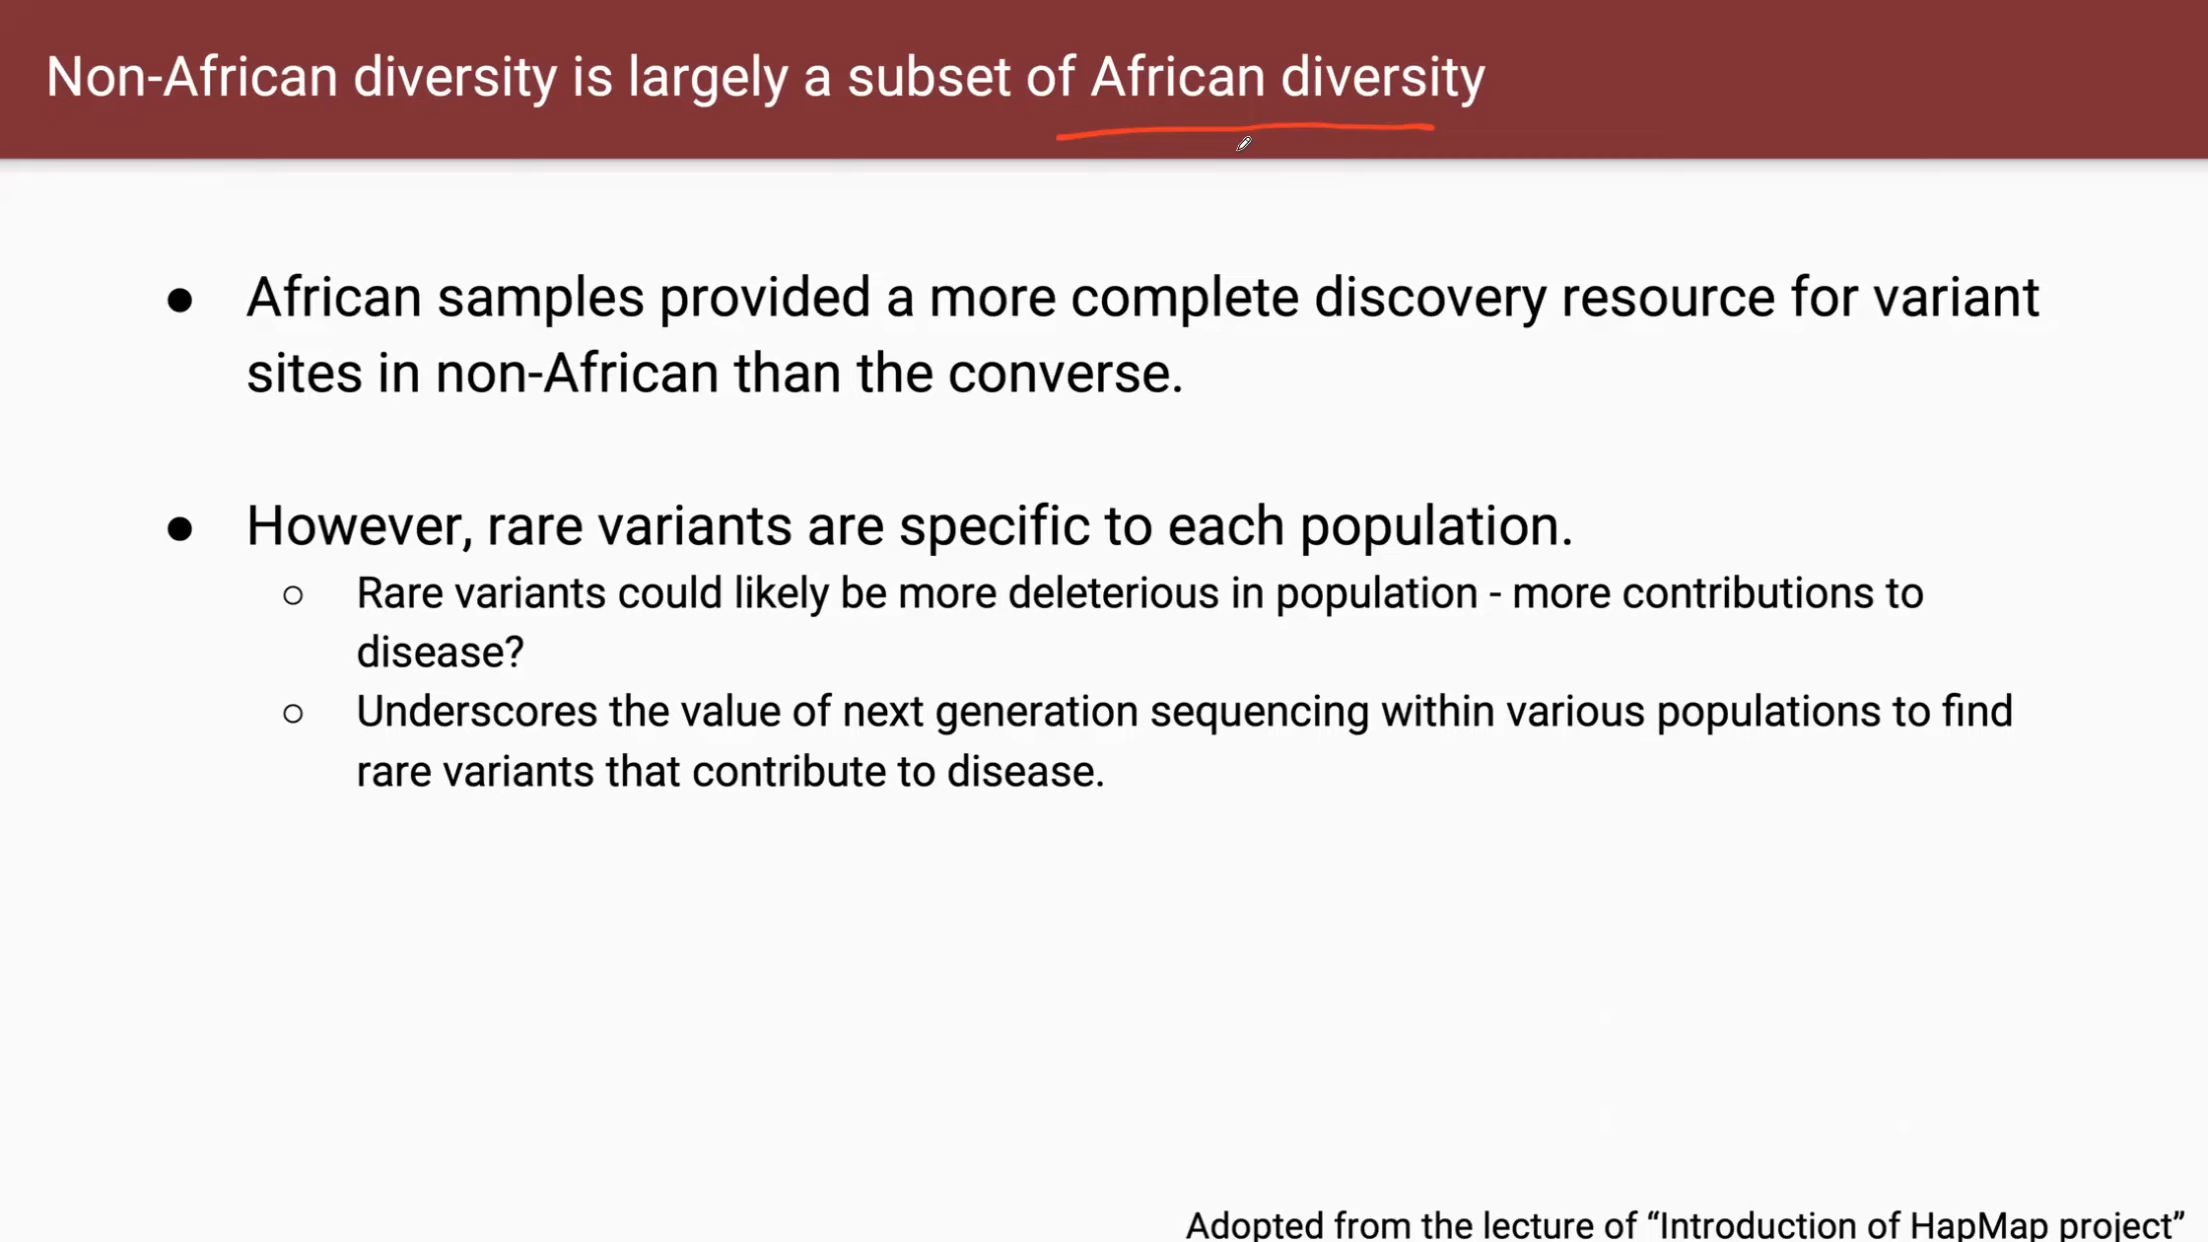 Non-African diversity is largely a subset of African diversity
● African samples provided a more complete discovery resource for variant
sites in non-African than the converse.
● However, rare variants are specific to each population.
○ Rare variants could likely be more deleterious in population - more contributions to
disease?
○ Underscores the value of next generation sequencing within various populations to find
rare variants that contribute to disease.
Adopted from the lecture of “Introduction of HapMap project”